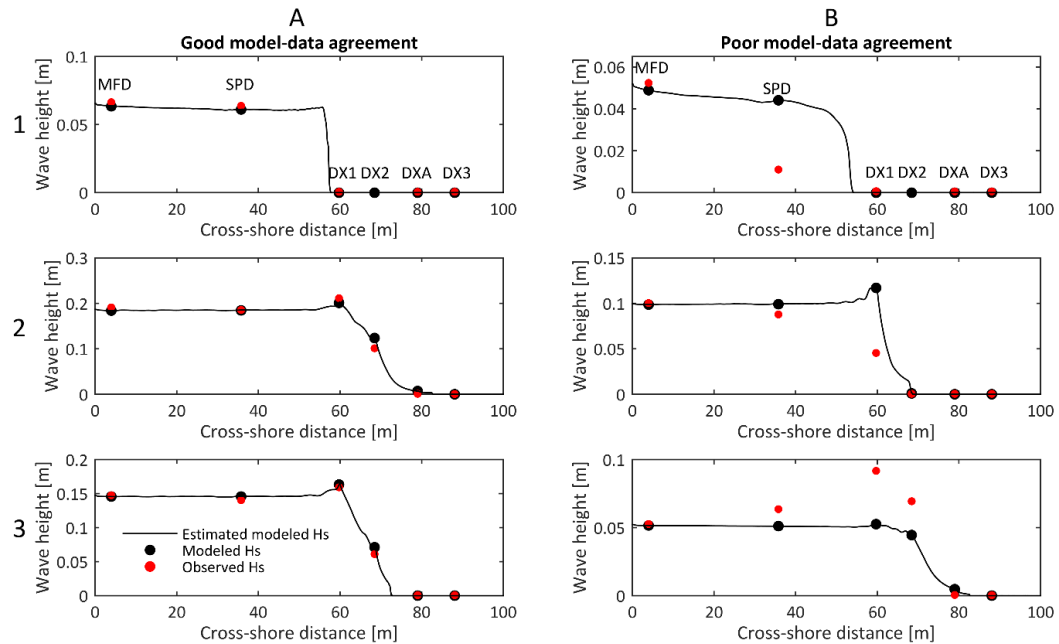 A
B
Good model-data agreement
Poor model-data agreement
1
Wave height [m]
0.1
0.05
0
MFD
SPD
DX1 DX2 DXA DX3
0 20 40 60 80 100
Cross-shore distance [m]
Wave height [m]
0.06
0.04
0.02
0
MFD
SPD
DX1 DX2 DXA DX3
0 20 40 60 80 100
Cross-shore distance [m]
2
Wave height [m]
0.3
0.2
0.1
0
0 20 40 60 80 100
Cross-shore distance [m]
Wave height [m]
0.15
0.1
0.05
0
0 20 40 60 80 100
Cross-shore distance [m]
3
Wave height [m]
0.2
0.15
0.1
0.05
0
Estimated modeled Hs
Modeled Hs
Observed Hs
0 20 40 60 80 100
Cross-shore distance [m]
Wave height [m]
0.1
0.05
0
0 20 40 60 80 100
Cross-shore distance [m]